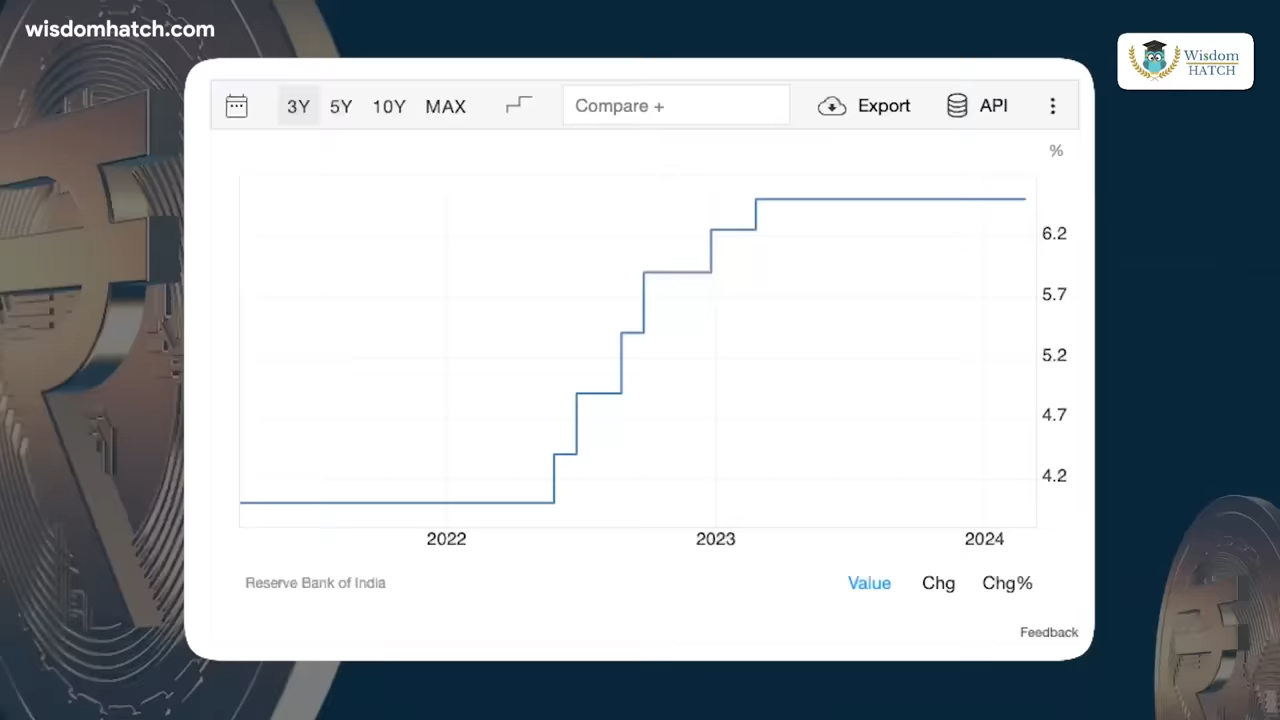 wisdomhatch.com
Wisdom
HATCH
3Y 5Y 10Y MAX Compare + Export API
%
6.2
5.7
5.2
4.7
4.2
2022 2023 2024
Reserve Bank of India Value Chg Chg%
Feedback